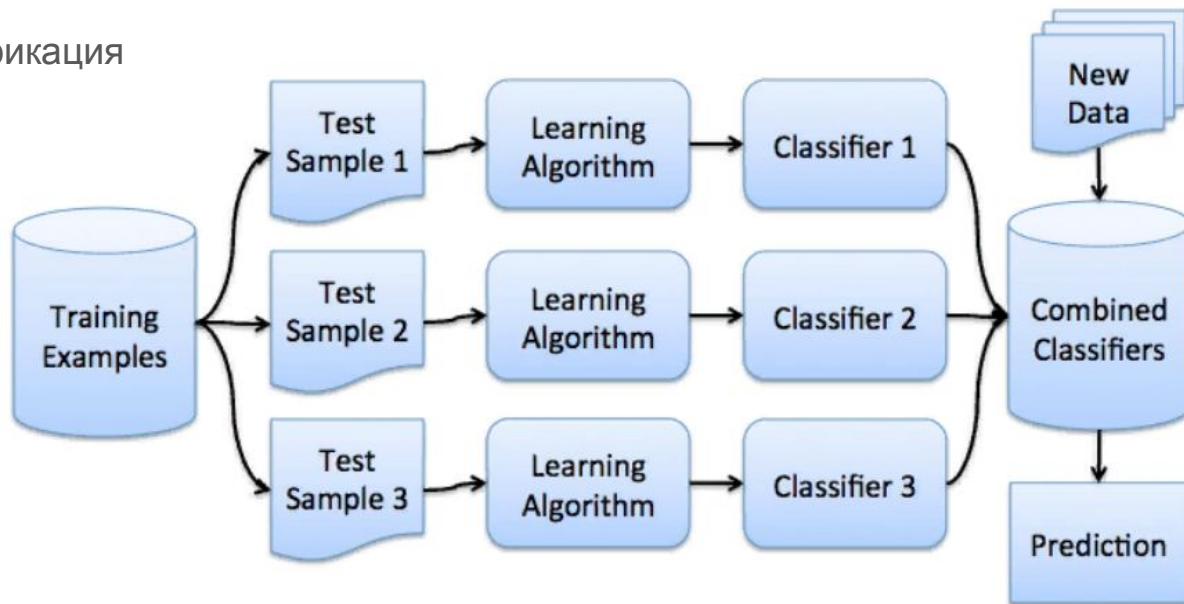 Training
Examples
Test
Sample 1
Learning
Algorithm
Classifier 1
Test
Sample 2
Learning
Algorithm
Classifier 2
Test
Sample 3
Learning
Algorithm
Classifier 3
New
Data
Combined
Classifiers
Prediction